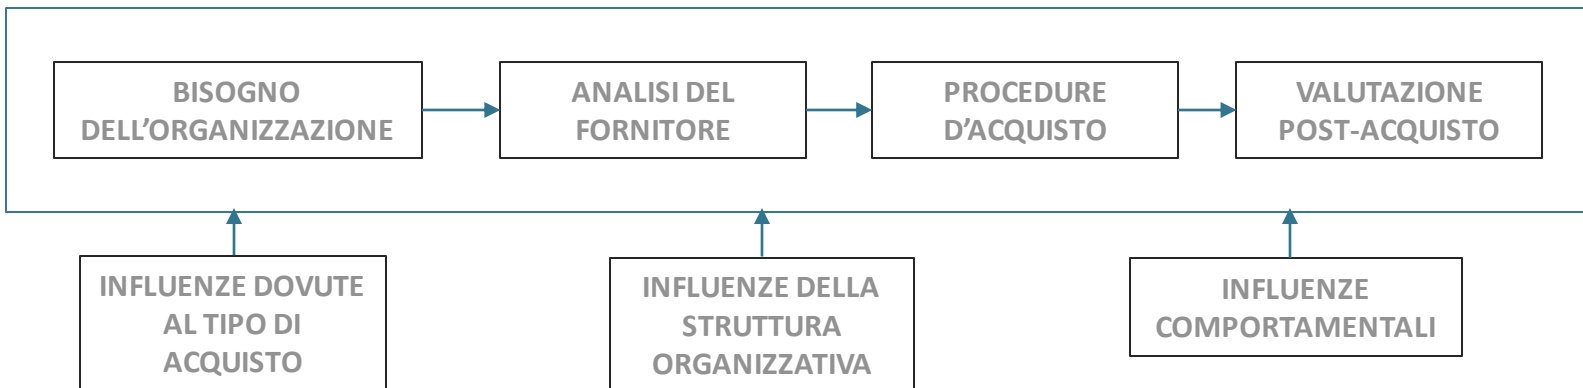 BISOGNO
DELL'ORGANIZZAZIONE
ANALISI DEL
FORNITORE
PROCEDURE
D'ACQUISTO
VALUTAZIONE
POST-ACQUISTO
INFLUENZE DOVUTE
AL TIPO DI
ACQUISTO
INFLUENZE DELLA
STRUTTURA
ORGANIZZATIVA
INFLUENZE
COMPORTAMENTALI